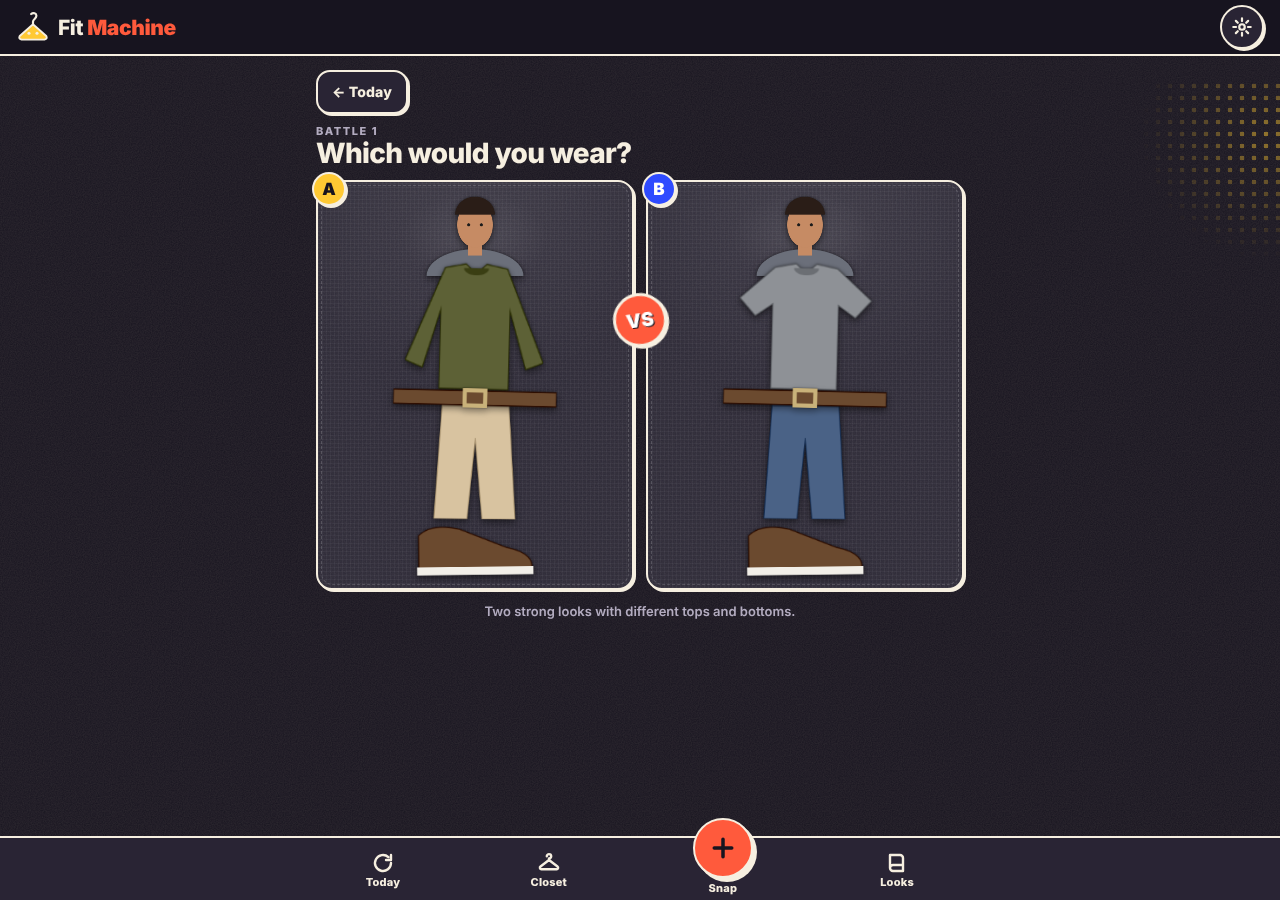 Fit Machine
← Today
BATTLE 1
Which would you wear?
A
B
VS
Two strong looks with different tops and bottoms.
Today
Closet
Snap
Looks